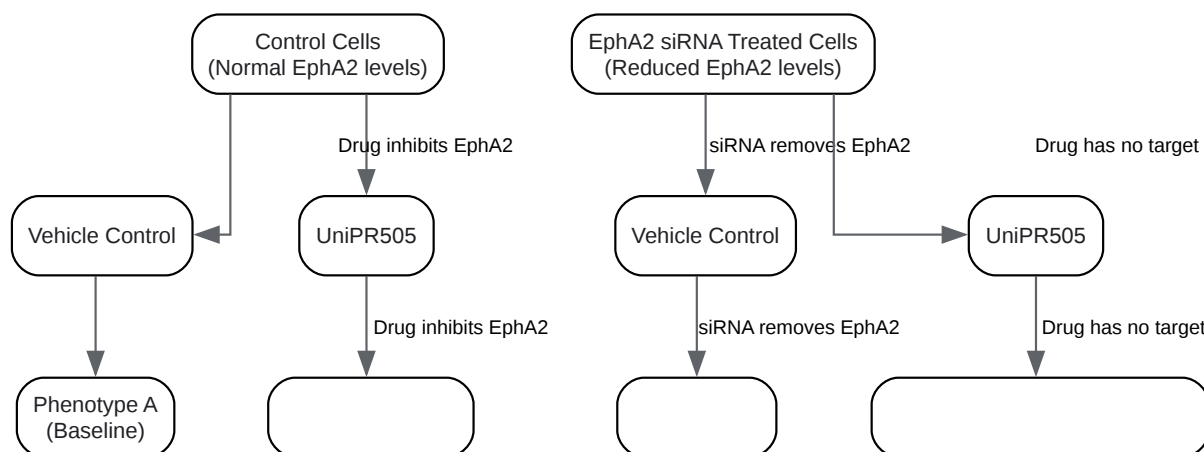 Control Cells
(Normal EphA2 levels)
EphA2 siRNA Treated Cells
(Reduced EphA2 levels)
Drug inhibits EphA2
siRNA removes EphA2
Drug has no target
Vehicle Control
UniPR505
Vehicle Control
UniPR505
Drug inhibits EphA2
siRNA removes EphA2
Drug has no target
Phenotype A
(Baseline)